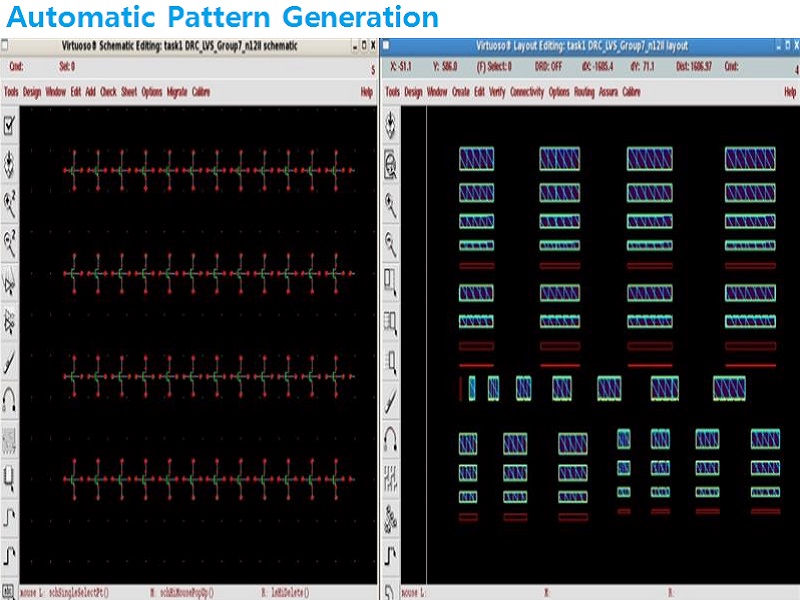 Automatic Pattern Generation
Virtuoso® Schematic Editing: task1 DRC_LVS_Group7_n12ll schematic
Cmd: Sel: 0 5
Tools Design Window Edit Add Check Sheet Options Migrate Calibre Help
mouse L: schSingleSelectPt() M: schHiMousePopUp() R: leHiDelete()
Virtuoso® Layout Editing: task1 DRC_LVS_Group7_n12ll layout
X: -51.1 Y: 586.0 (F) Select: 0 DRD: OFF dX: -1605.4 dY: 71.1 Dist: 1606.97 Cmd: 4
Tools Design Window Create Edit Verify Connectivity Options Routing Assura Calibre Help
mouse L: M: R: